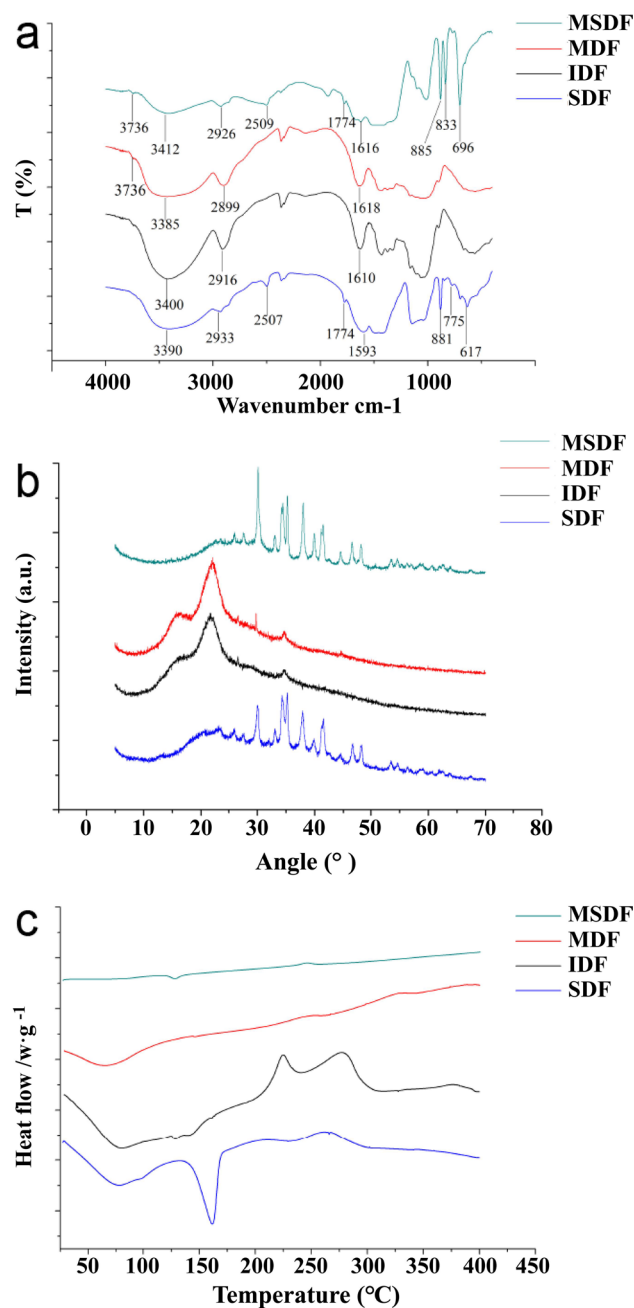 a
MSDF
MDF
IDF
SDF
T (%)
3736
3412
2926
2509
1774
1616
885
833
696
3736
3385
2899
1618
3400
2916
1610
3390
2933
2507
1774
1593
881
775
617
4000
3000
2000
1000
Wavenumber cm-1
b
MSDF
MDF
IDF
SDF
Intensity (a.u.)
0
10
20
30
40
50
60
70
80
Angle (° )
c
MSDF
MDF
IDF
SDF
Heat flow /w·g⁻¹
50
100
150
200
250
300
350
400
450
Temperature (°C)